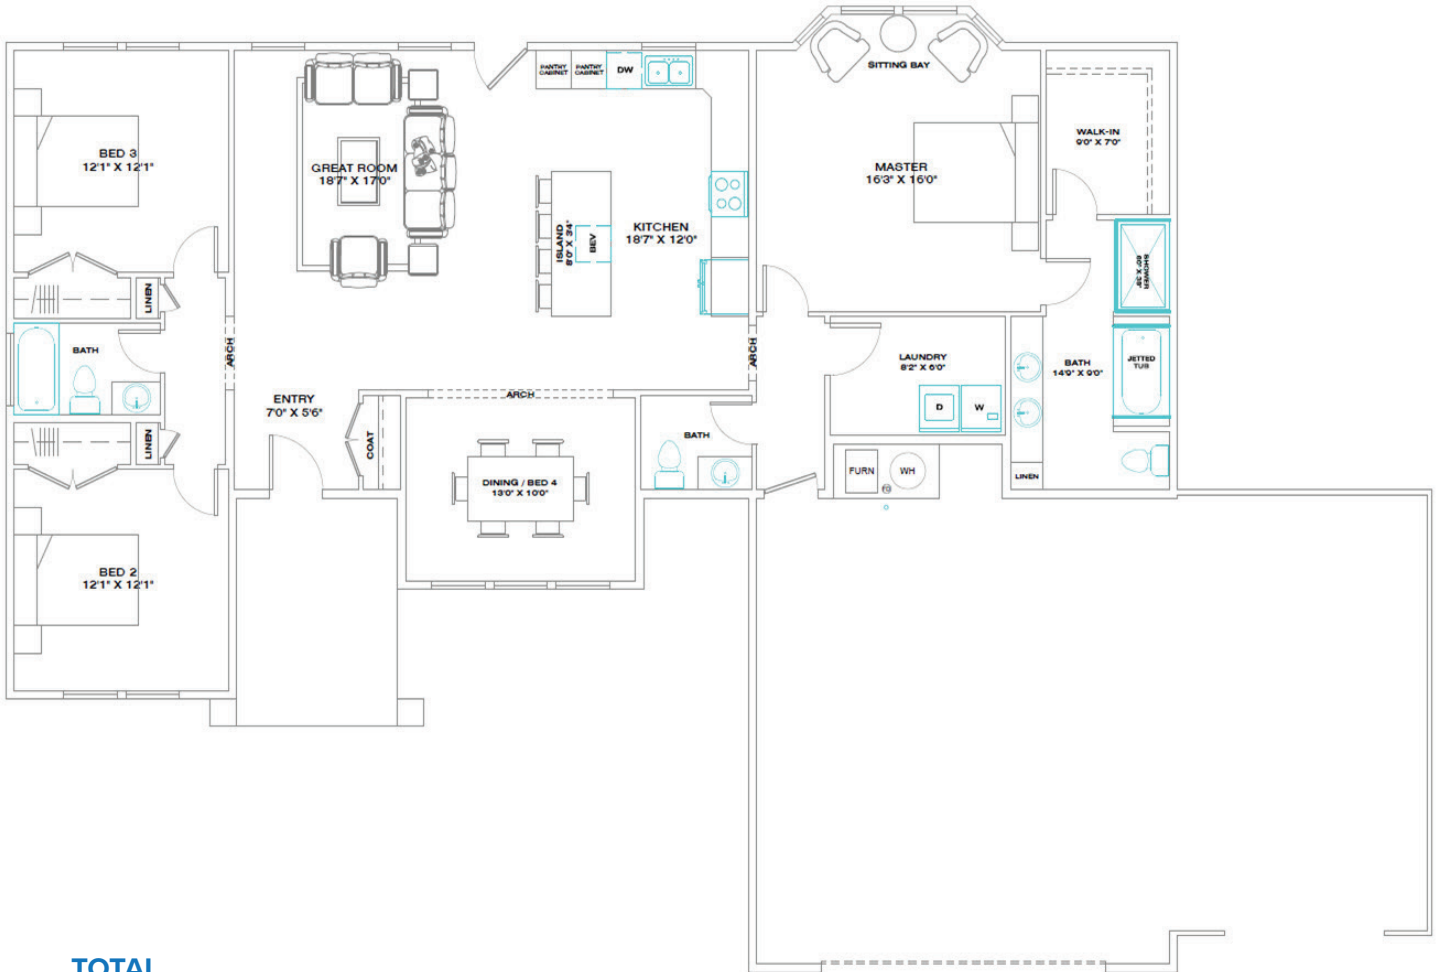 SITTING BAY
PANTRY
CABINET
PANTRY
CABINET
DW
BED 3
12'1" X 12'1"
GREAT ROOM
18'7" X 17'0"
ISLAND
8'0" X 3'4"
BEV
KITCHEN
18'7" X 12'0"
MASTER
16'3" X 16'0"
WALK-IN
9'0" X 7'0"
SHOWER
60" X 38"
LINEN
BATH
ARCH
ARCH
LAUNDRY
8'2" X 6'0"
D
W
BATH
14'9" X 9'0"
JETTED
TUB
ENTRY
7'0" X 5'6"
ARCH
COAT
LINEN
BATH
DINING / BED 4
13'0" X 10'0"
FURN
WH
LINEN
BED 2
12'1" X 12'1"
TOTAL